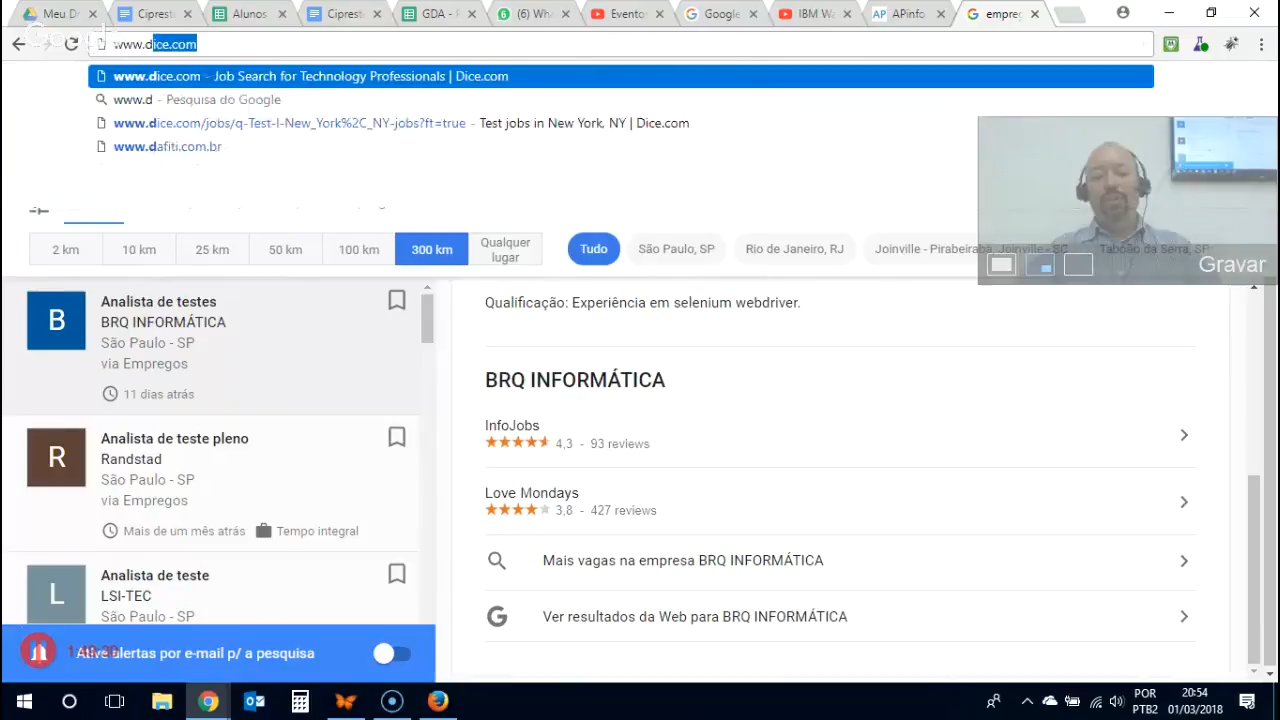 Meu Dr
Cipresto
Alunos
Cipresto
GDA - R
(6) Wha
Evento
Google
IBM Wa
APinfo
empreg
Google
www.dice.com
www.dice.com - Job Search for Technology Professionals | Dice.com
www.d - Pesquisa do Google
www.dice.com/jobs/q-Test-l-New_York%2C_NY-jobs?ft=true - Test jobs in New York, NY | Dice.com
www.dafiti.com.br
2 km
10 km
25 km
50 km
100 km
300 km
Qualquer
lugar
Tudo
São Paulo, SP
Rio de Janeiro, RJ
Joinville - Pirabeiraba, Joinville - SC
Taboão da Serra, SP
Gravar
B
Analista de testes
BRQ INFORMÁTICA
São Paulo - SP
via Empregos
11 dias atrás
R
Analista de teste pleno
Randstad
São Paulo - SP
via Empregos
Mais de um mês atrás
Tempo integral
L
Analista de teste
LSI-TEC
São Paulo - SP
Ative alertas por e-mail p/ a pesquisa
Qualificação: Experiência em selenium webdriver.
BRQ INFORMÁTICA
InfoJobs
4,3 - 93 reviews
Love Mondays
3,8 - 427 reviews
Mais vagas na empresa BRQ INFORMÁTICA
Ver resultados da Web para BRQ INFORMÁTICA
POR
PTB2
20:54
01/03/2018